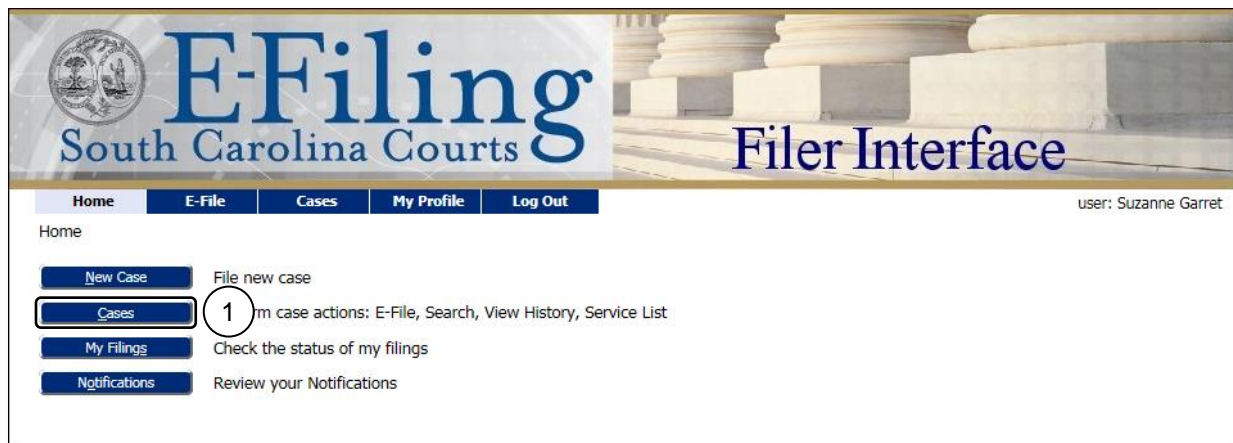 E-Filing
South Carolina Courts
Filer Interface
Home E-File Cases My Profile Log Out user: Suzanne Garret
Home
New Case File new case
Cases 1 case actions: E-File, Search, View History, Service List
My Filings Check the status of my filings
Notifications Review your Notifications